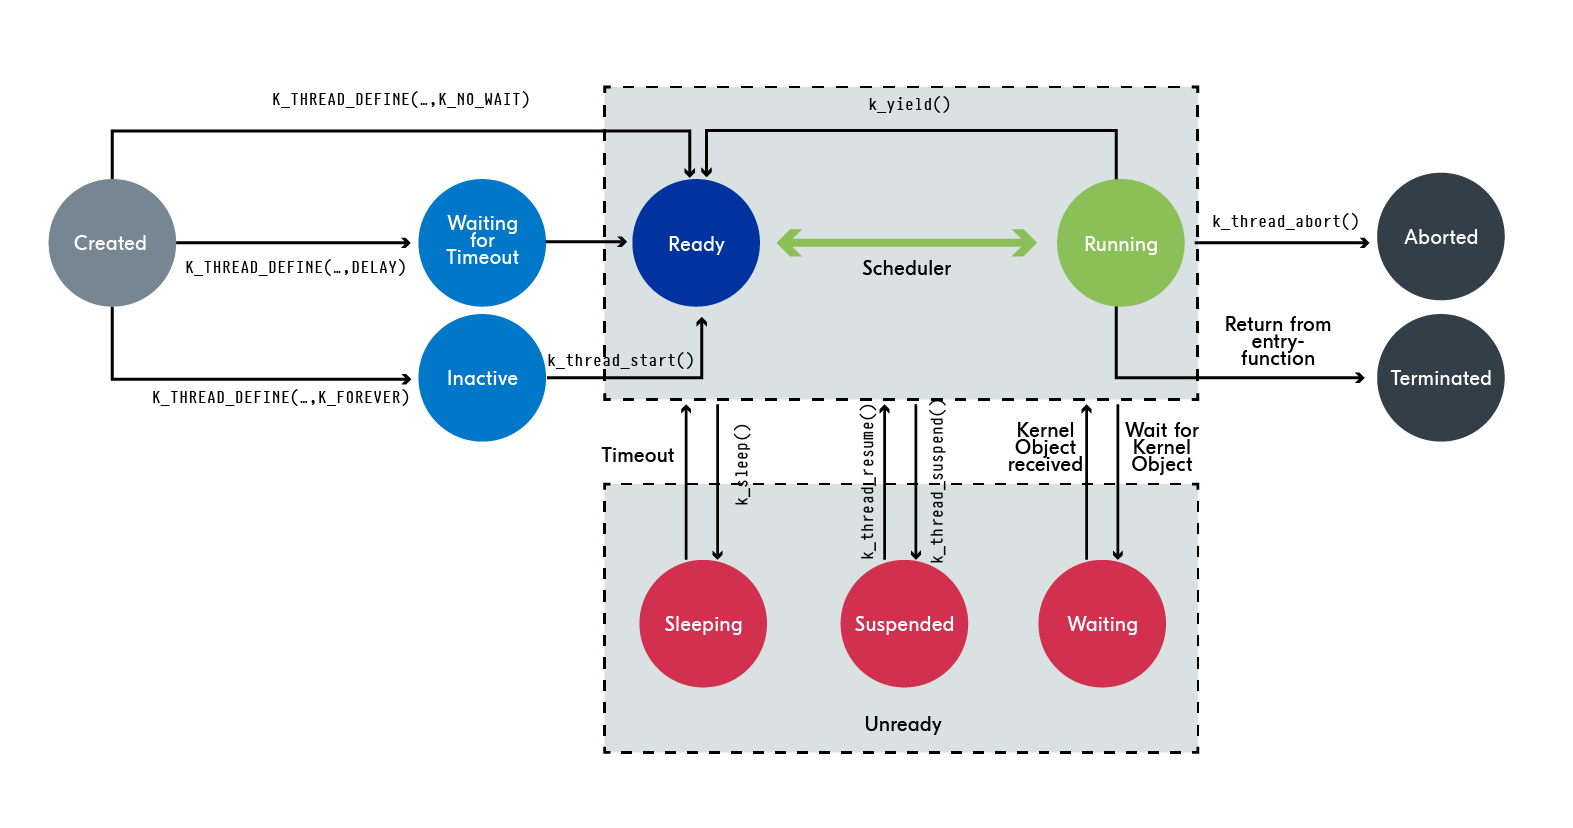 K_THREAD_DEFINE(…,K_NO_WAIT)
k_yield()
Created
K_THREAD_DEFINE(…,DELAY)
Waiting
for
Timeout
Ready
Scheduler
Running
k_thread_abort()
Aborted
K_THREAD_DEFINE(…,K_FOREVER)
Inactive
k_thread_start()
Return from
entry-
function
Terminated
Timeout
k_sleep()
k_thread_resume()
k_thread_suspend()
Kernel
Object
received
Wait for
Kernel
Object
Sleeping
Suspended
Waiting
Unready